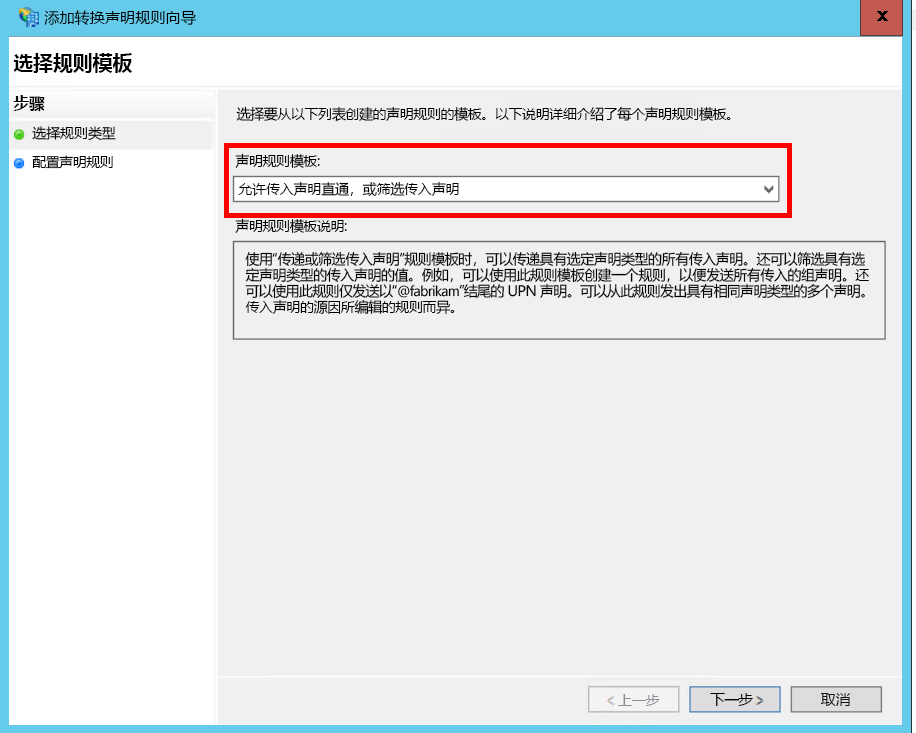 添加转换声明规则向导
x
选择规则模板
步骤
选择规则类型
配置声明规则
选择要从以下列表创建的声明规则的模板。以下说明详细介绍了每个声明规则模板。
声明规则模板:
允许传入声明直通，或筛选传入声明
声明规则模板说明:
使用“传递或筛选传入声明”规则模板时，可以传递具有选定声明类型的所有传入声明。还可以筛选具有选
定声明类型的传入声明的值。例如，可以使用此规则模板创建一个规则，以便发送所有传入的组声明。还
可以使用此规则仅发送以“@fabrikam”结尾的 UPN 声明。可以从此规则发出具有相同声明类型的多个声明。
传入声明的源因所编辑的规则而异。
< 上一步
下一步 >
取消